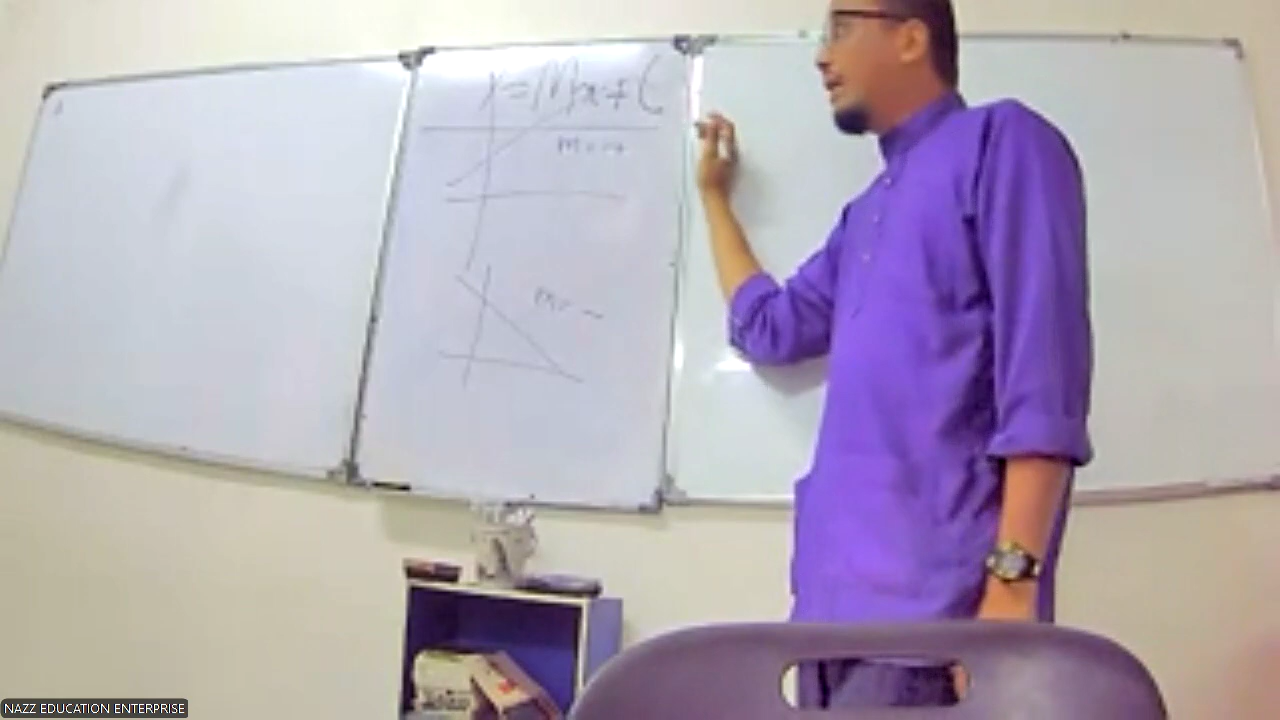 y = Mx + C
m = +
m = -
NAZZ EDUCATION ENTERPRISE